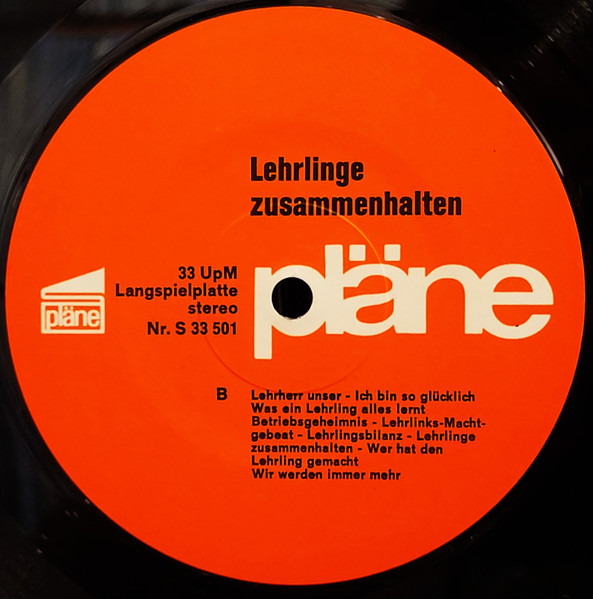 Lehrlinge
zusammenhalten
pläne
33 UpM
Langspielplatte
stereo
Nr. S 33 501
pläne
B
Lehrherr unser - Ich bin so glücklich
Was ein Lehrling alles lernt
Betriebsgeheimnis - Lehrlinks-Macht-
gebeat - Lehrlingsbilanz - Lehrlinge
zusammenhalten - Wer hat den
Lehrling gemacht
Wir werden immer mehr